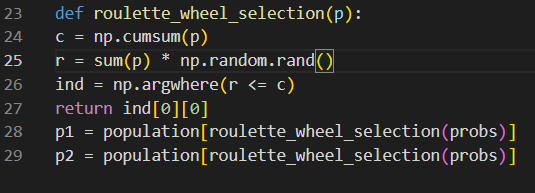 23 def roulette_wheel_selection(p):
24 c = np.cumsum(p)
25 r = sum(p) * np.random.rand()
26 ind = np.argwhere(r <= c)
27 return ind[0][0]
28 p1 = population[roulette_wheel_selection(probs)]
29 p2 = population[roulette_wheel_selection(probs)]